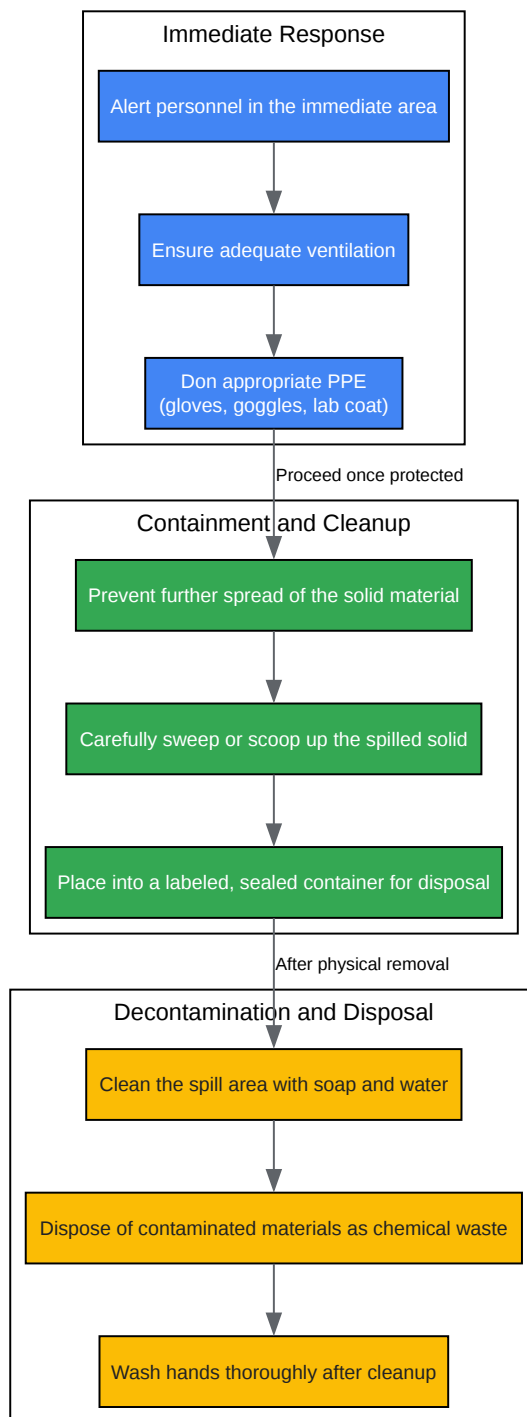 Immediate Response
Alert personnel in the immediate area
Ensure adequate ventilation
Don appropriate PPE
(gloves, goggles, lab coat)
Proceed once protected
Containment and Cleanup
Prevent further spread of the solid material
Carefully sweep or scoop up the spilled solid
Place into a labeled, sealed container for disposal
After physical removal
Decontamination and Disposal
Clean the spill area with soap and water
Dispose of contaminated materials as chemical waste
Wash hands thoroughly after cleanup